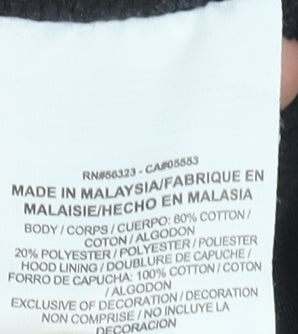 RN#56323 - CA#05553
MADE IN MALAYSIA/FABRIQUE EN
MALAISIE/HECHO EN MALASIA
BODY / CORPS / CUERPO: 80% COTTON /
COTON / ALGODON
20% POLYESTER / POLYESTER / POLIESTER
HOOD LINING / DOUBLURE DE CAPUCHE /
FORRO DE CAPUCHA: 100% COTTON / COTON
/ ALGODON
EXCLUSIVE OF DECORATION / DECORATION
NON COMPRISE / NO INCLUYE LA
DECORACION